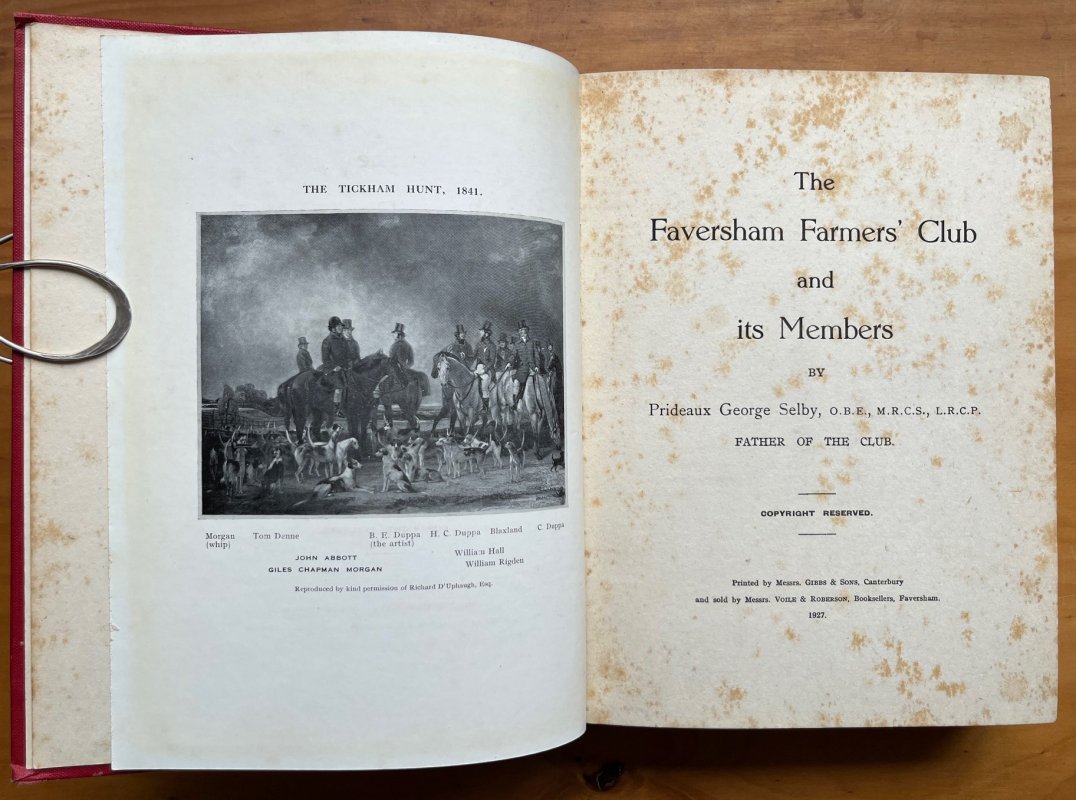 THE TICKHAM HUNT, 1841.
Morgan Tom Denne B. E. Duppa H. C. Duppa Blaxland C. Duppa
(whip) (the artist)
JOHN ABBOTT William Hall
GILES CHAPMAN MORGAN William Rigden
Reproduced by kind permission of Richard D'Uphaugh, Esq.
The
Faversham Farmers' Club
and
its Members
BY
Prideaux George Selby, O.B.E., M.R.C.S., L.R.C.P.
FATHER OF THE CLUB.
COPYRIGHT RESERVED.
Printed by Messrs. GIBBS & SONS, Canterbury
and sold by Messrs. VOILE & ROBERSON, Booksellers, Faversham.
1927.